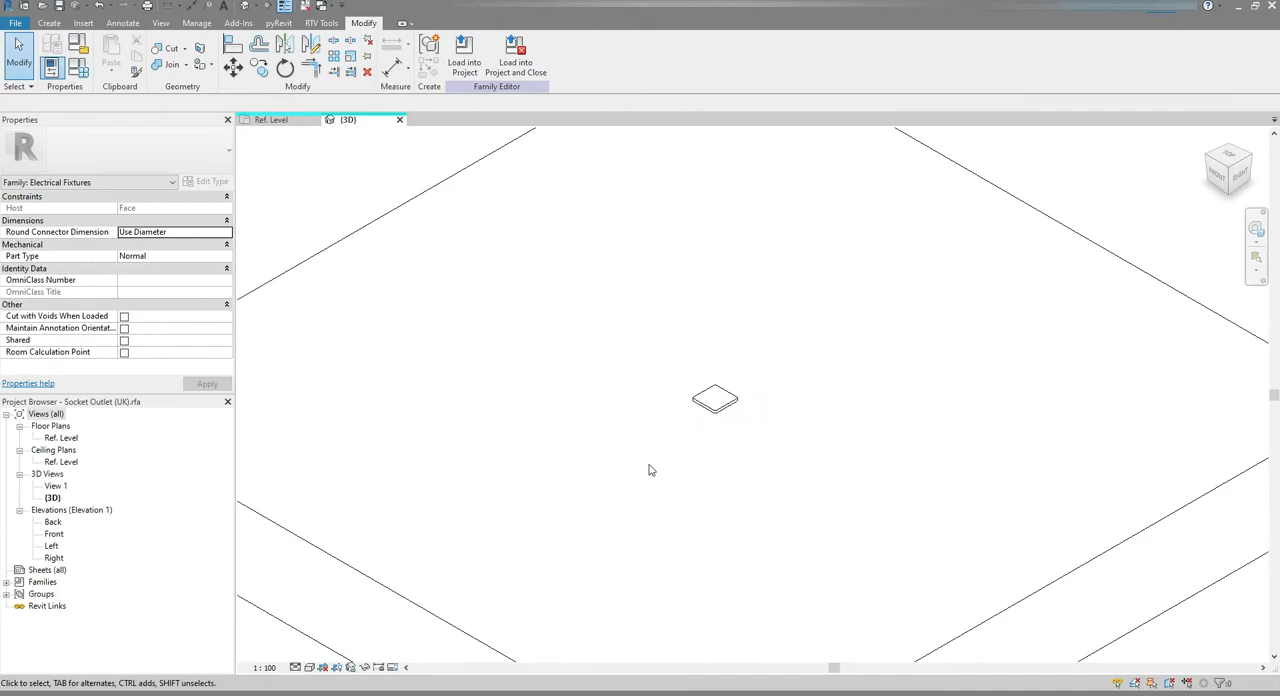 File Create Insert Annotate View Manage Add-Ins pyRevit RTV Tools Modify
Modify
Paste
Cut
Join
Load into
Project
Load into
Project and Close
Select Properties Clipboard Geometry Modify Measure Create Family Editor
Properties
Ref. Level
{3D}
R
Family: Electrical Fixtures
Edit Type
Constraints
Host Face
Dimensions
Round Connector Dimension Use Diameter
Mechanical
Part Type Normal
Identity Data
OmniClass Number
OmniClass Title
Other
Cut with Voids When Loaded
Maintain Annotation Orientat...
Shared
Room Calculation Point
Properties help
Apply
Project Browser - Socket Outlet (UK).rfa
Views (all)
Floor Plans
Ref. Level
Ceiling Plans
Ref. Level
3D Views
View 1
{3D}
Elevations (Elevation 1)
Back
Front
Left
Right
Sheets (all)
Families
Groups
Revit Links
TOP
FRONT
RIGHT
1 : 100
Click to select, TAB for alternates, CTRL adds, SHIFT unselects.
:0